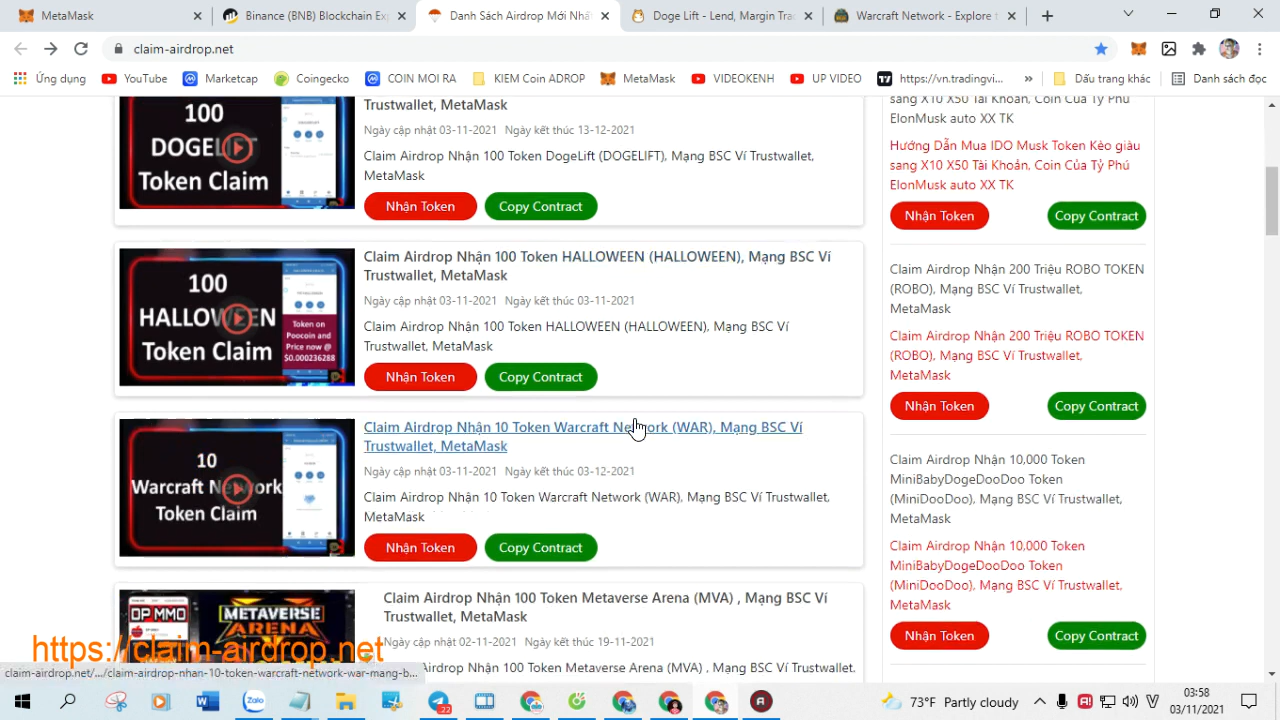 MetaMask
Binance (BNB) Blockchain Exp
Danh Sách Airdrop Mới Nhấ
Doge Lift - Lend, Margin Trad
Warcraft Network - Explore t
claim-airdrop.net
Ứng dụng
YouTube
Marketcap
Coingecko
COIN MOI RA
KIEM Coin ADROP
MetaMask
VIDEOKENH
UP VIDEO
https://vn.tradingvi...
»
Dấu trang khác
Danh sách đọc
100
DOGELIFT
Token Claim
Trustwallet, MetaMask
Ngày cập nhật 03-11-2021 Ngày kết thúc 13-12-2021
Claim Airdrop Nhận 100 Token DogeLift (DOGELIFT), Mạng BSC Ví Trustwallet,
MetaMask
Nhận Token
Copy Contract
100
HALLOWEEN
Token Claim
Token on
Poocoin and
Price now @
$0.000236288
Claim Airdrop Nhận 100 Token HALLOWEEN (HALLOWEEN), Mạng BSC Ví
Trustwallet, MetaMask
Ngày cập nhật 03-11-2021 Ngày kết thúc 03-11-2021
Claim Airdrop Nhận 100 Token HALLOWEEN (HALLOWEEN), Mạng BSC Ví
Trustwallet, MetaMask
Nhận Token
Copy Contract
10
Warcraft Network
Token Claim
Claim Airdrop Nhận 10 Token Warcraft Network (WAR), Mạng BSC Ví
Trustwallet, MetaMask
Ngày cập nhật 03-11-2021 Ngày kết thúc 03-12-2021
Claim Airdrop Nhận 10 Token Warcraft Network (WAR), Mạng BSC Ví Trustwallet,
MetaMask
Nhận Token
Copy Contract
OP MMO
METAVERSE
ARENA
Claim Airdrop Nhận 100 Token Metaverse Arena (MVA) , Mạng BSC Ví
Trustwallet, MetaMask
Ngày cập nhật 02-11-2021 Ngày kết thúc 19-11-2021
Airdrop Nhận 100 Token Metaverse Arena (MVA) , Mạng BSC Ví Trustwallet,
sang X10 X50 Tài Khoản, Coin Của Tỷ Phú
ElonMusk auto XX TK
Hướng Dẫn Mua IDO Musk Token Kèo giàu
sang X10 X50 Tài Khoản, Coin Của Tỷ Phú
ElonMusk auto XX TK
Nhận Token
Copy Contract
Claim Airdrop Nhận 200 Triệu ROBO TOKEN
(ROBO), Mạng BSC Ví Trustwallet,
MetaMask
Claim Airdrop Nhận 200 Triệu ROBO TOKEN
(ROBO), Mạng BSC Ví Trustwallet,
MetaMask
Nhận Token
Copy Contract
Claim Airdrop Nhận 10,000 Token
MiniBabyDogeDooDoo Token
(MiniDooDoo), Mạng BSC Ví Trustwallet,
MetaMask
Claim Airdrop Nhận 10,000 Token
MiniBabyDogeDooDoo Token
(MiniDooDoo), Mạng BSC Ví Trustwallet,
MetaMask
Nhận Token
Copy Contract
https://claim-airdrop.net
claim-airdrop.net/.../claim-airdrop-nhan-10-token-warcraft-network-war-mang-b...
Zalo
22
73°F Partly cloudy
03:58
03/11/2021